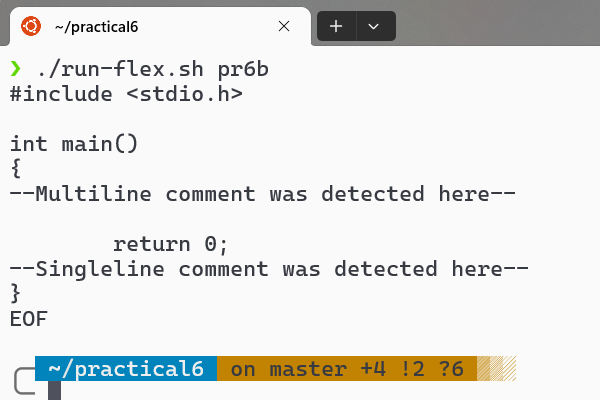 ~/practical6
❯ ./run-flex.sh pr6b
#include <stdio.h>
int main()
{
--Multiline comment was detected here--
return 0;
--Singleline comment was detected here--
}
EOF
~/practical6 on master +4 !2 ?6